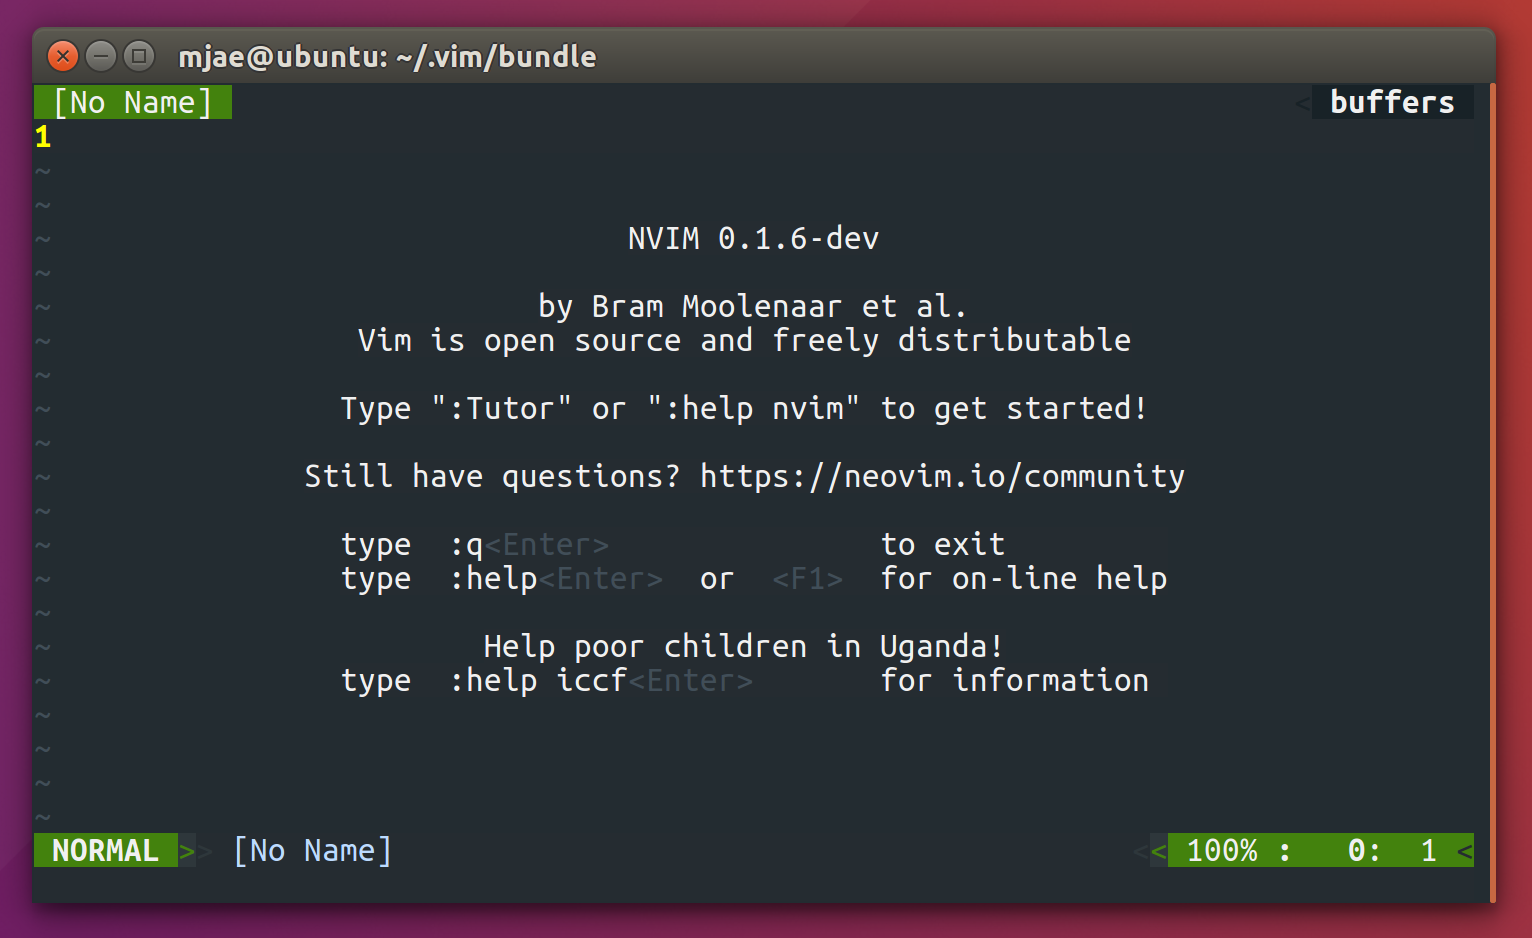 mjae@ubuntu: ~/.vim/bundle
[No Name] < buffers
1
~
~
~ NVIM 0.1.6-dev
~
~ by Bram Moolenaar et al.
~ Vim is open source and freely distributable
~
~ Type ":Tutor" or ":help nvim" to get started!
~
~ Still have questions? https://neovim.io/community
~
~ type :q<Enter> to exit
~ type :help<Enter> or <F1> for on-line help
~
~ Help poor children in Uganda!
~ type :help iccf<Enter> for information
~
~
~
~
NORMAL >> [No Name] << 100% : 0: 1 <